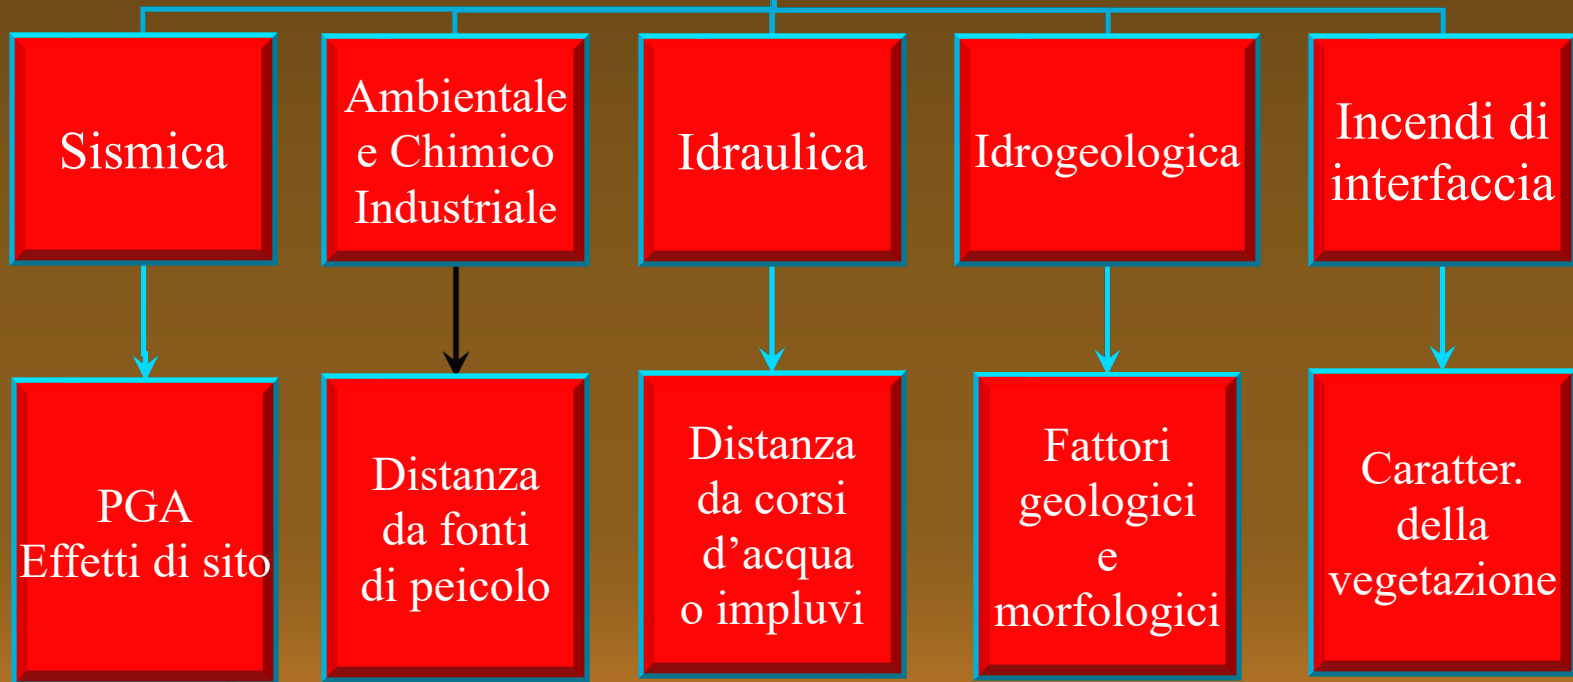 Sismica
Ambientale
e Chimico
Industriale
Idraulica
Idrogeologica
Incendi di
interfaccia
PGA
Effetti di sito
Distanza
da fonti
di peicolo
Distanza
da corsi
d’acqua
o impluvi
Fattori
geologici
e
morfologici
Caratter.
della
vegetazione